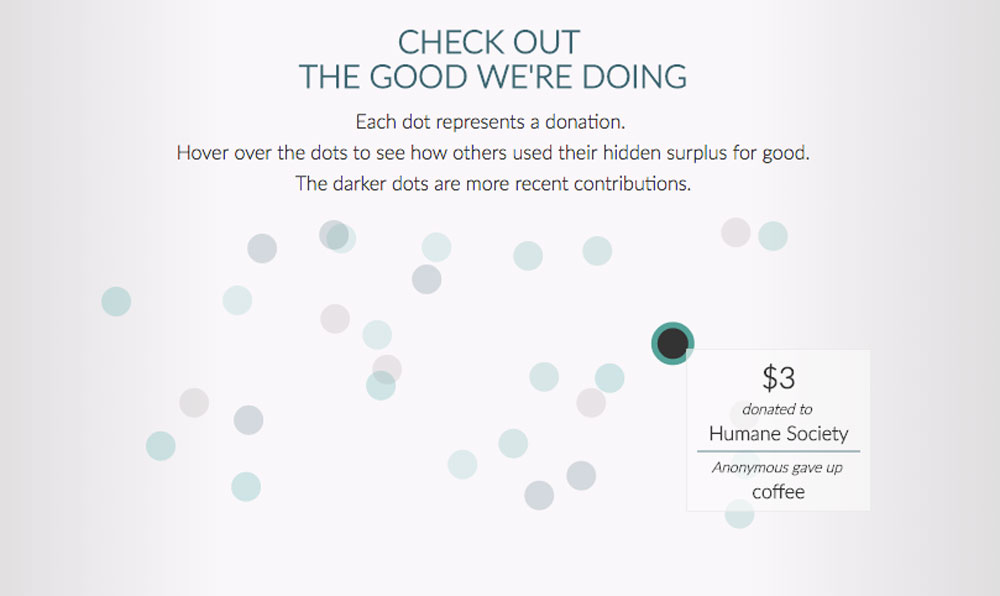 CHECK OUT
THE GOOD WE'RE DOING
Each dot represents a donation.
Hover over the dots to see how others used their hidden surplus for good.
The darker dots are more recent contributions.
$3
donated to
Humane Society
Anonymous gave up
coffee